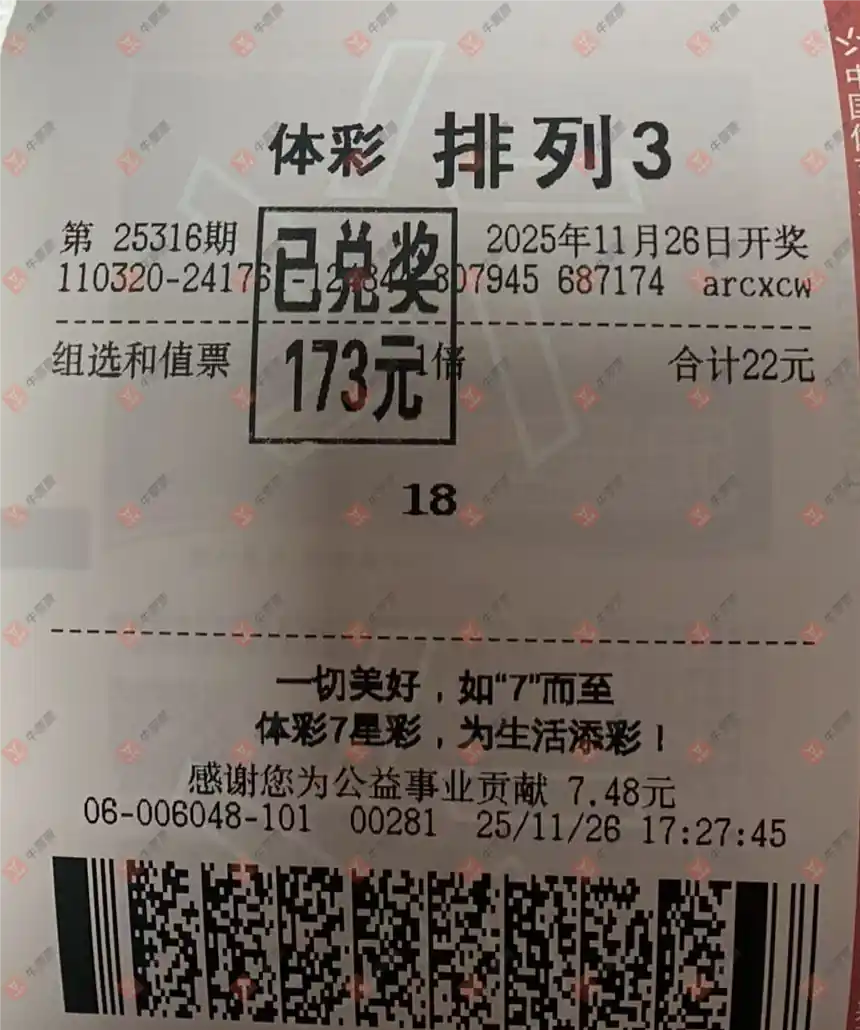 体彩 排列3
第 25316期
2025年11月26日开奖
已兑奖
173元
807945 687174 arcxcw
组选和值票
1倍
合计22元
18
一切美好，如“7”而至
体彩7星彩，为生活添彩！
感谢您为公益事业贡献 7.48元
06-006048-101 00281 25/11/26 17:27:45